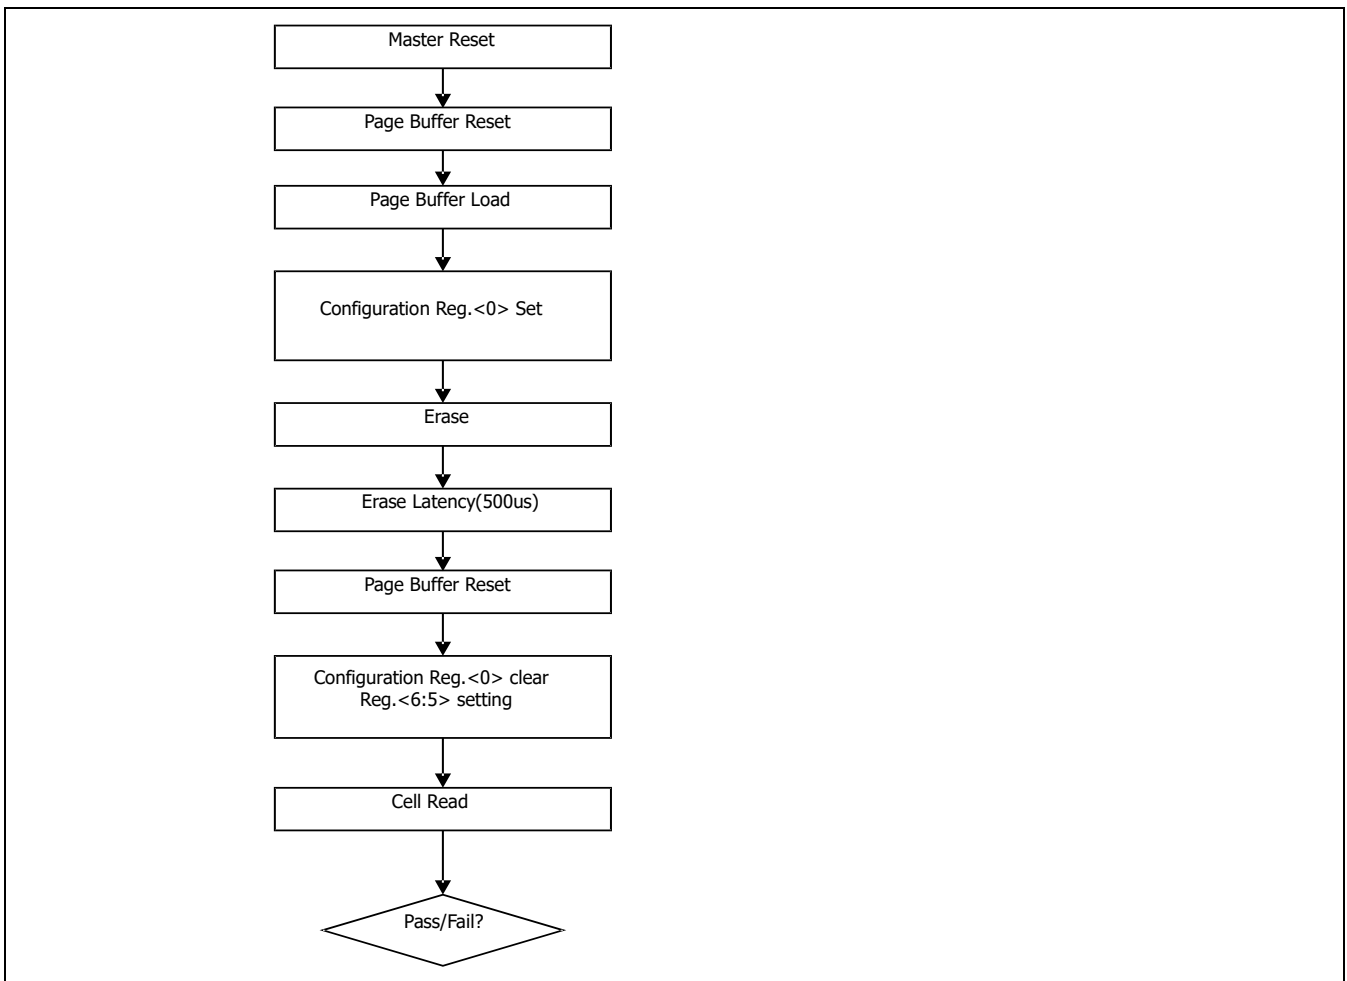 Master Reset
Page Buffer Reset
Page Buffer Load
Configuration Reg.<0> Set
Erase
Erase Latency(500us)
Page Buffer Reset
Configuration Reg.<0> clear
Reg.<6:5> setting
Cell Read
Pass/Fail?